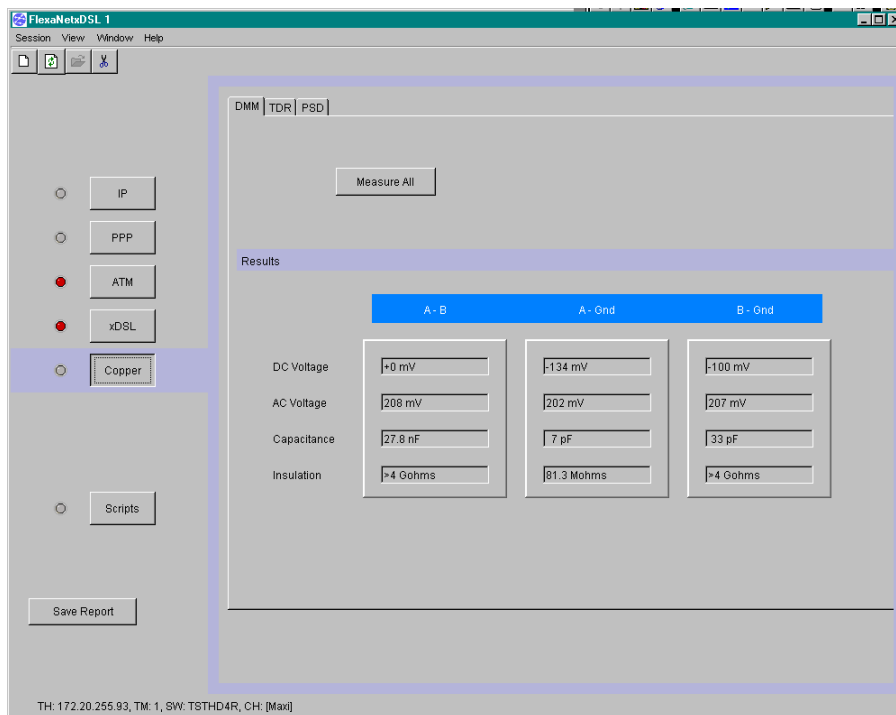 FlexaNetxDSL 1
Session View Window Help
DMM TDR PSD
Measure All
IP
PPP
ATM
xDSL
Copper
Scripts
Save Report
Results
A - B A - Gnd B - Gnd
DC Voltage +0 mV -134 mV -100 mV
AC Voltage 208 mV 202 mV 207 mV
Capacitance 27.8 nF 7 pF 33 pF
Insulation >4 Gohms 81.3 Mohms >4 Gohms
TH: 172.20.255.93, TM: 1, SW: TSTHD4R, CH: [Maxi]